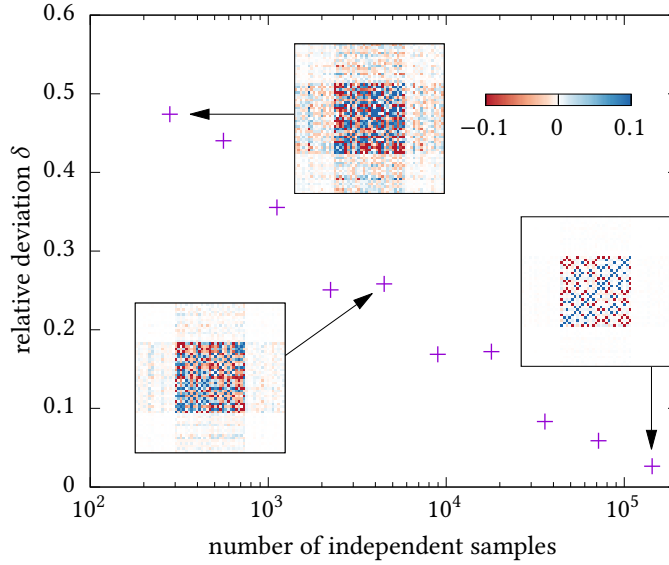 0.6
0.5
0.4
0.3
0.2
0.1
0
relative deviation δ
−0.1 0 0.1
10² 10³ 10⁴ 10⁵
number of independent samples